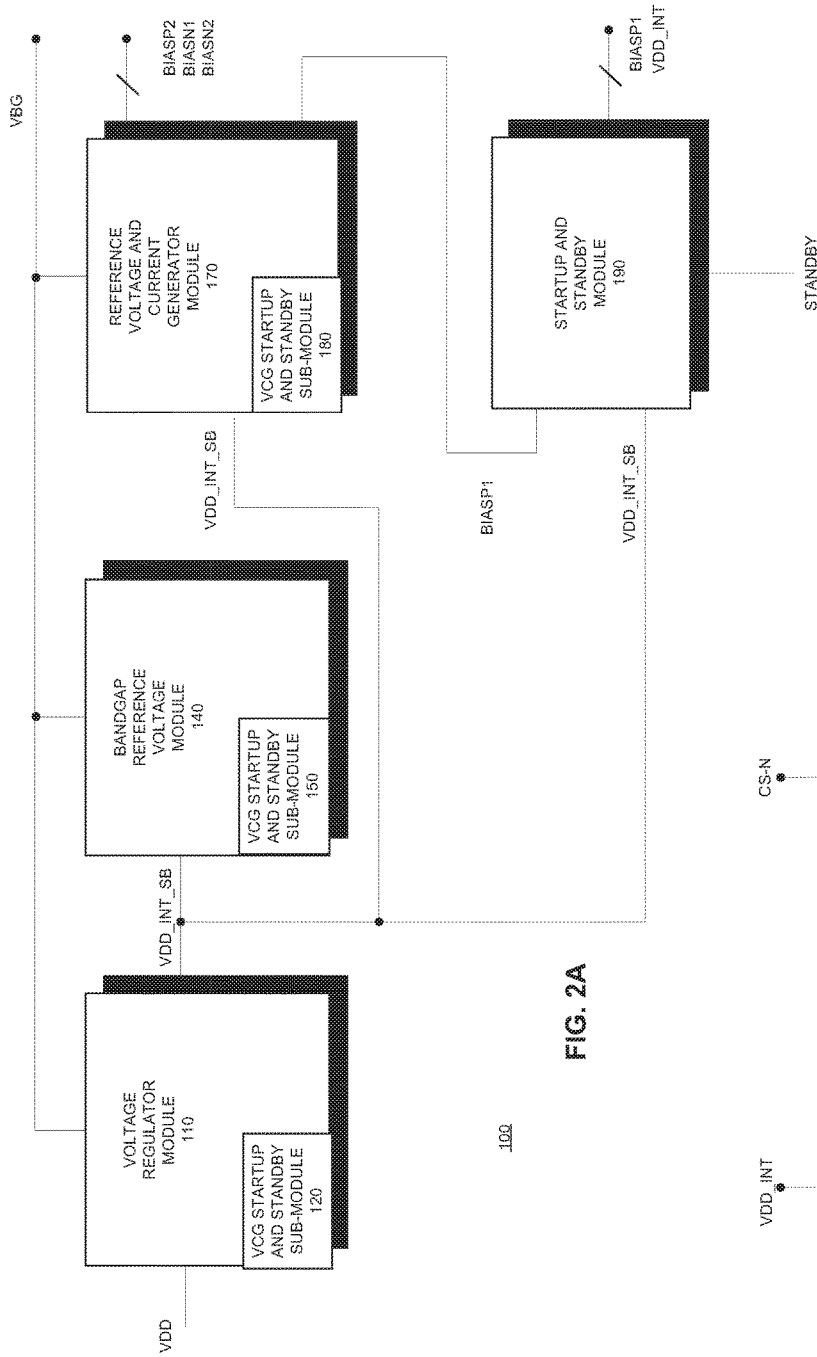 VBG
VOLTAGE
REGULATOR
MODULE
110
VCG STARTUP
AND STANDBY
SUB-MODULE
120
VDD
VDD_INT_SB
BANDGAP
REFERENCE
VOLTAGE
MODULE
140
VCG STARTUP
AND STANDBY
SUB-MODULE
150
VDD_INT_SB
REFERENCE
VOLTAGE AND
CURRENT
GENERATOR
MODULE
170
VCG STARTUP
AND STANDBY
SUB-MODULE
180
BIASP2
BIASN1
BIASN2
BIASP1
VDD_INT_SB
STARTUP AND
STANDBY
MODULE
190
BIASP1
VDD_INT
STANDBY
100
FIG. 2A
VDD_INT
CS-N